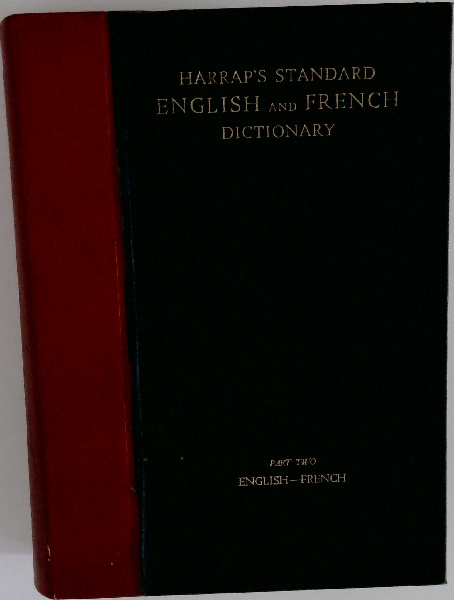 HARRAP'S STANDARD
ENGLISH AND FRENCH
DICTIONARY
PART TWO
ENGLISH—FRENCH